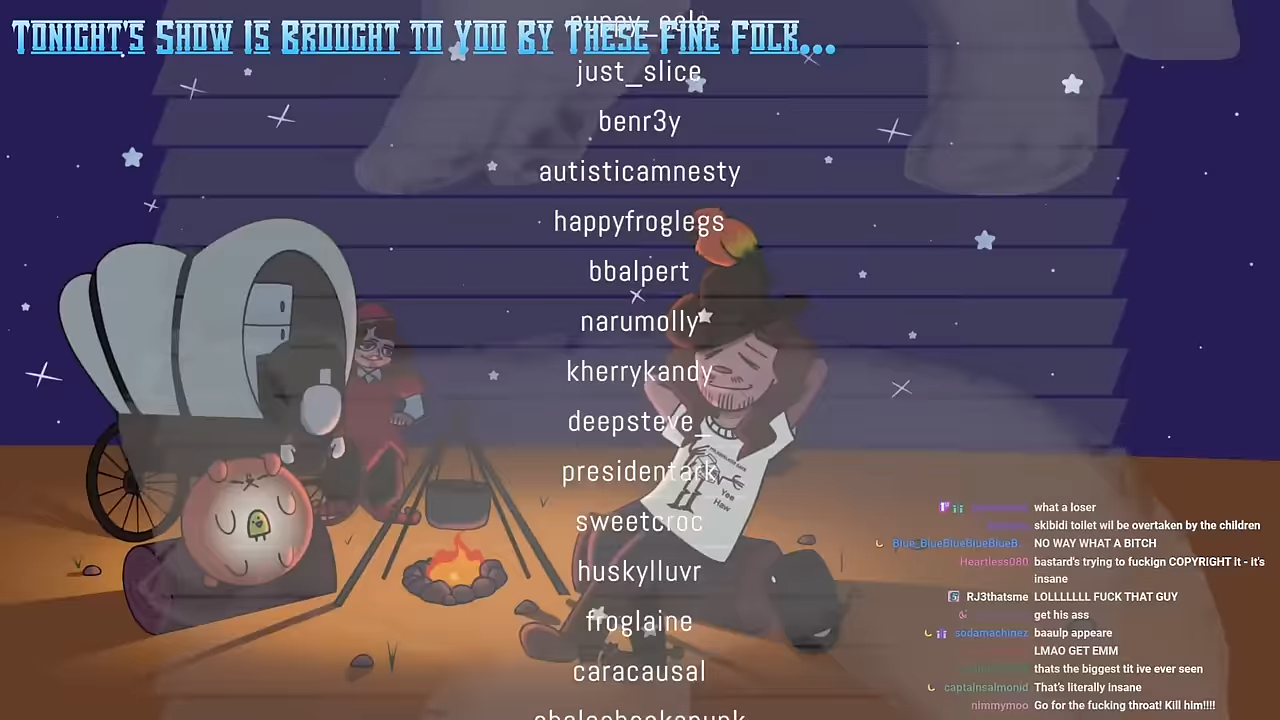 TONIGHT'S SHOW IS BROUGHT TO YOU BY THESE FINE FOLK...
just_slice
benr3y
autisticamnesty
happyfroglegs
bbalpert
narumolly
kherrykandy
deepsteve_
presidentark
sweetcroc
huskylluvr
froglaine
caracausal
Yee
Haw
what a loser
skibidi toilet wil be overtaken by the children
Blue_BlueBlueBlueBlueB.. NO WAY WHAT A BITCH
Heartless080 bastard's trying to fuckIgn COPYRIGHT it - it's
insane
RJ3thatsme LOLLLLLLL FUCK THAT GUY
get his ass
sodamachinez baaulp appeare
LMAO GET EMM
thats the biggest tit ive ever seen
captainsalmonid That's literally insane
nimmymoo Go for the fucking throat! Kill him!!!!